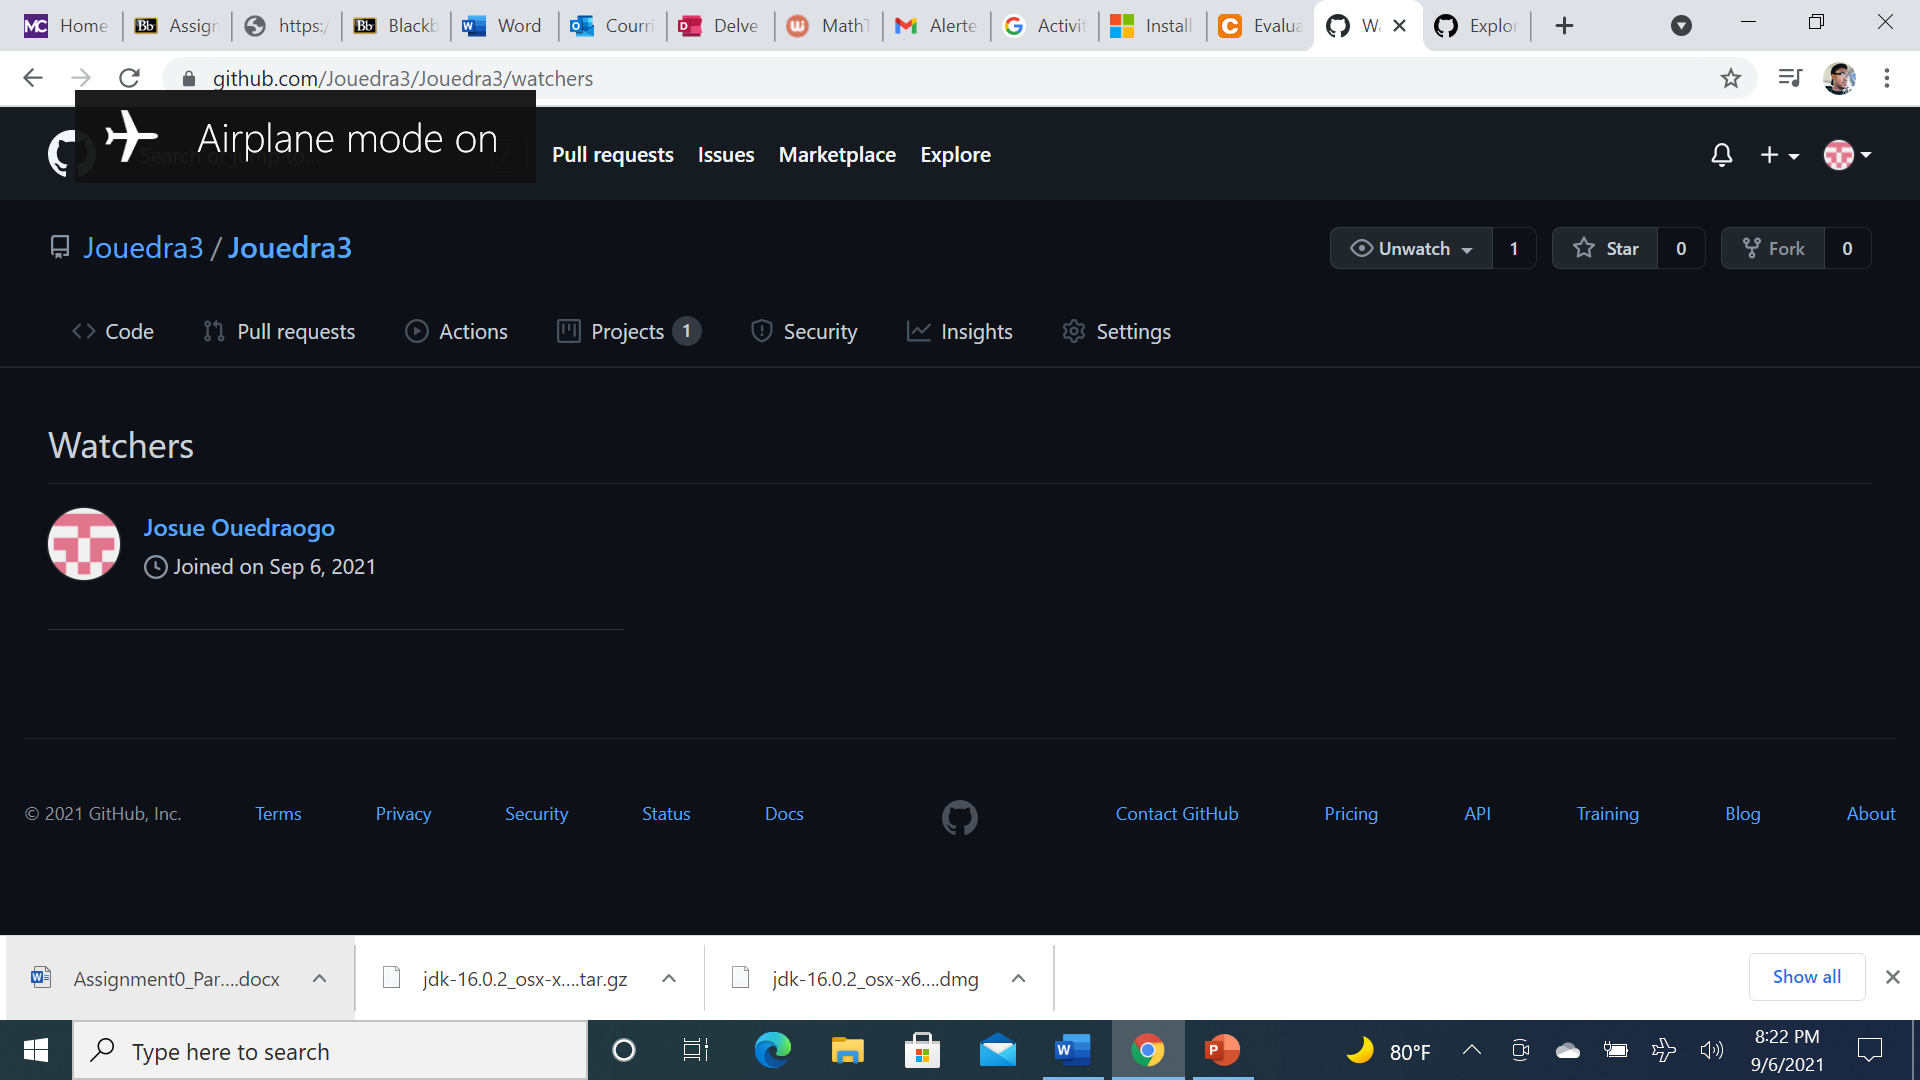 MC Home Bb Assign https:/ Bb Blackb Word Courri Delve MathT Alerte Activit Install Evalua Wa Explor
github.com/Jouedra3/Jouedra3/watchers
Airplane mode on
Search or jump to...
Pull requests Issues Marketplace Explore
Jouedra3 / Jouedra3
Unwatch 1 Star 0 Fork 0
Code Pull requests Actions Projects 1 Security Insights Settings
Watchers
Josue Ouedraogo
Joined on Sep 6, 2021
© 2021 GitHub, Inc. Terms Privacy Security Status Docs Contact GitHub Pricing API Training Blog About
Assignment0_Par....docx jdk-16.0.2_osx-x....tar.gz jdk-16.0.2_osx-x6....dmg Show all
Type here to search
80°F
8:22 PM
9/6/2021